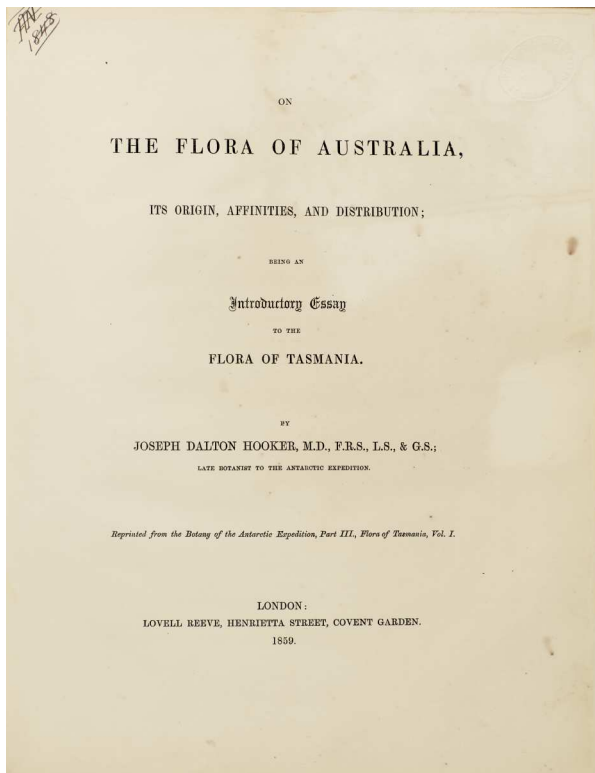 1848
ON
THE FLORA OF AUSTRALIA,
ITS ORIGIN, AFFINITIES, AND DISTRIBUTION;
BEING AN
Introductory Essay
TO THE
FLORA OF TASMANIA.
BY
JOSEPH DALTON HOOKER, M.D., F.R.S., L.S., & G.S.;
LATE BOTANIST TO THE ANTARCTIC EXPEDITION.
Reprinted from the Botany of the Antarctic Expedition, Part III., Flora of Tasmania, Vol. I.
LONDON:
LOVELL REEVE, HENRIETTA STREET, COVENT GARDEN.
1859.